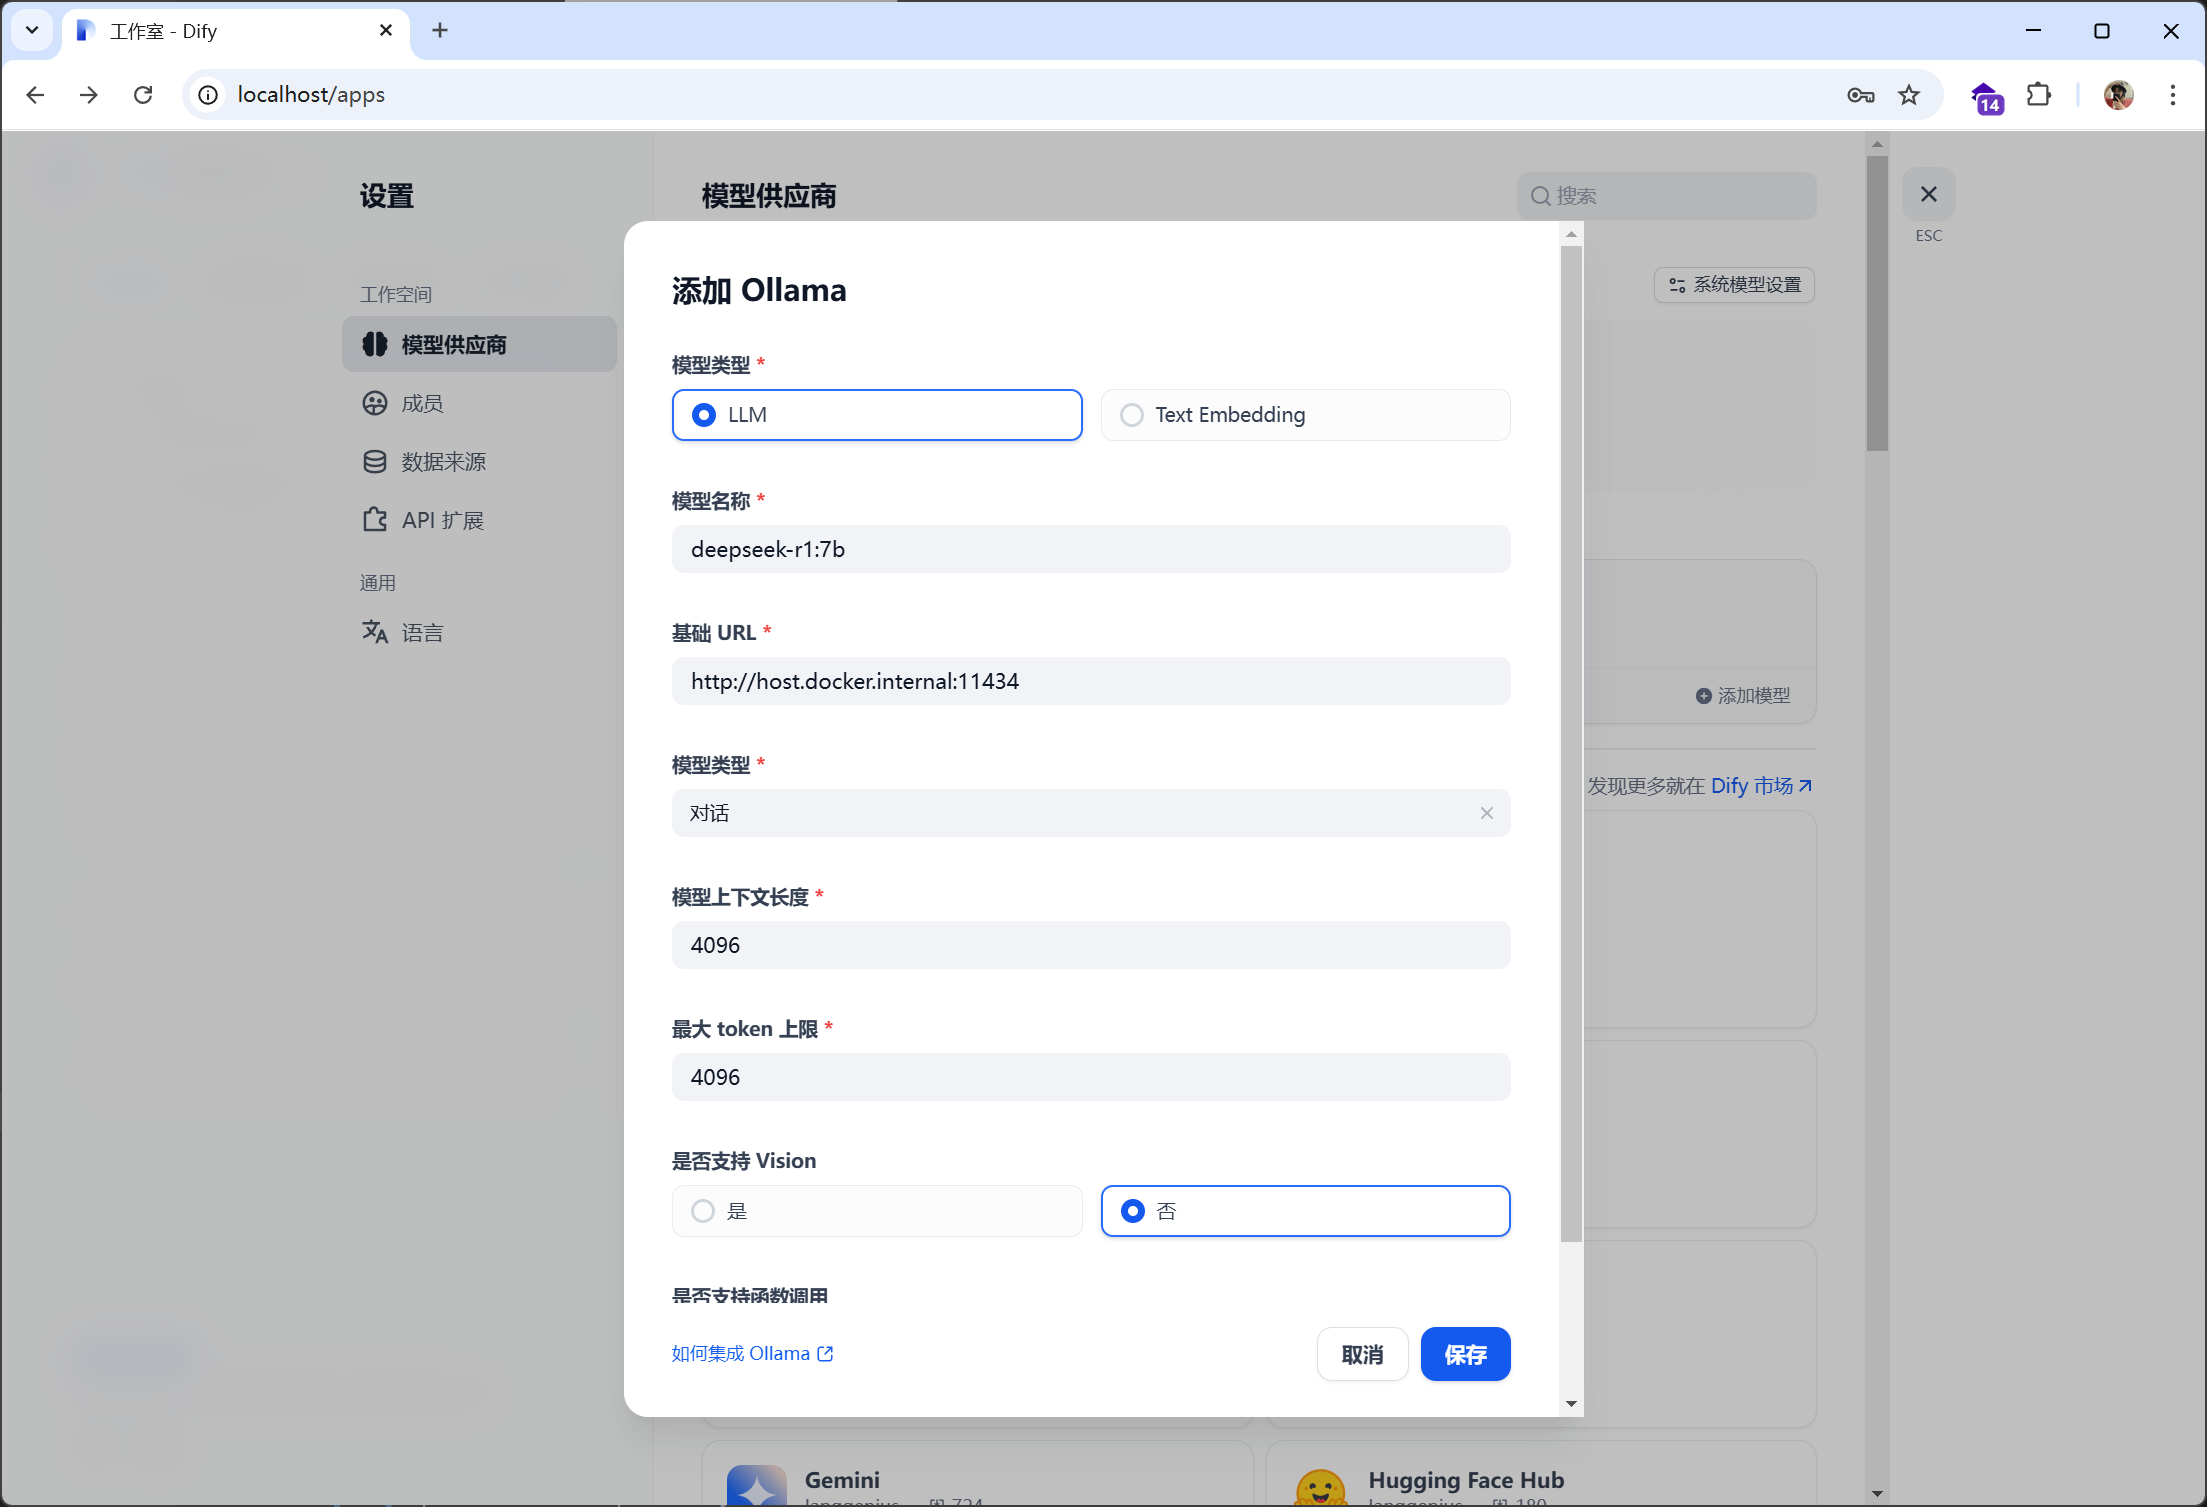 工作室 - Dify
localhost/apps
14
设置
模型供应商
搜索
ESC
系统模型设置
工作空间
模型供应商
成员
数据来源
API 扩展
通用
语言
添加 Ollama
模型类型 *
LLM
Text Embedding
模型名称 *
deepseek-r1:7b
基础 URL *
http://host.docker.internal:11434
模型类型 *
对话
模型上下文长度 *
4096
最大 token 上限 *
4096
是否支持 Vision
是
否
是否支持函数调用
如何集成 Ollama
取消
保存
添加模型
发现更多就在 Dify 市场
Gemini
langgenius
724
Hugging Face Hub
langgenius
180